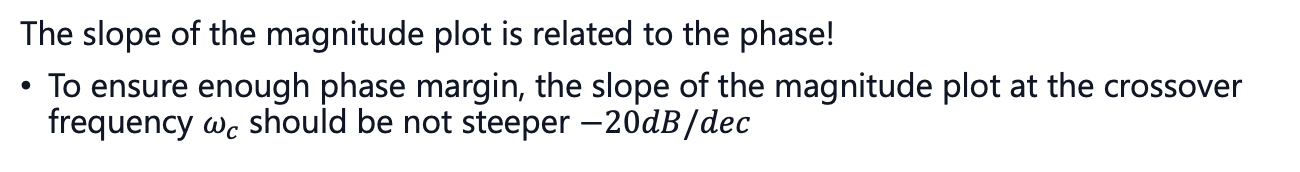 The slope of the magnitude plot is related to the phase!
• To ensure enough phase margin, the slope of the magnitude plot at the crossover
frequency 𝜔𝑐 should be not steeper −20𝑑𝐵/𝑑𝑒𝑐